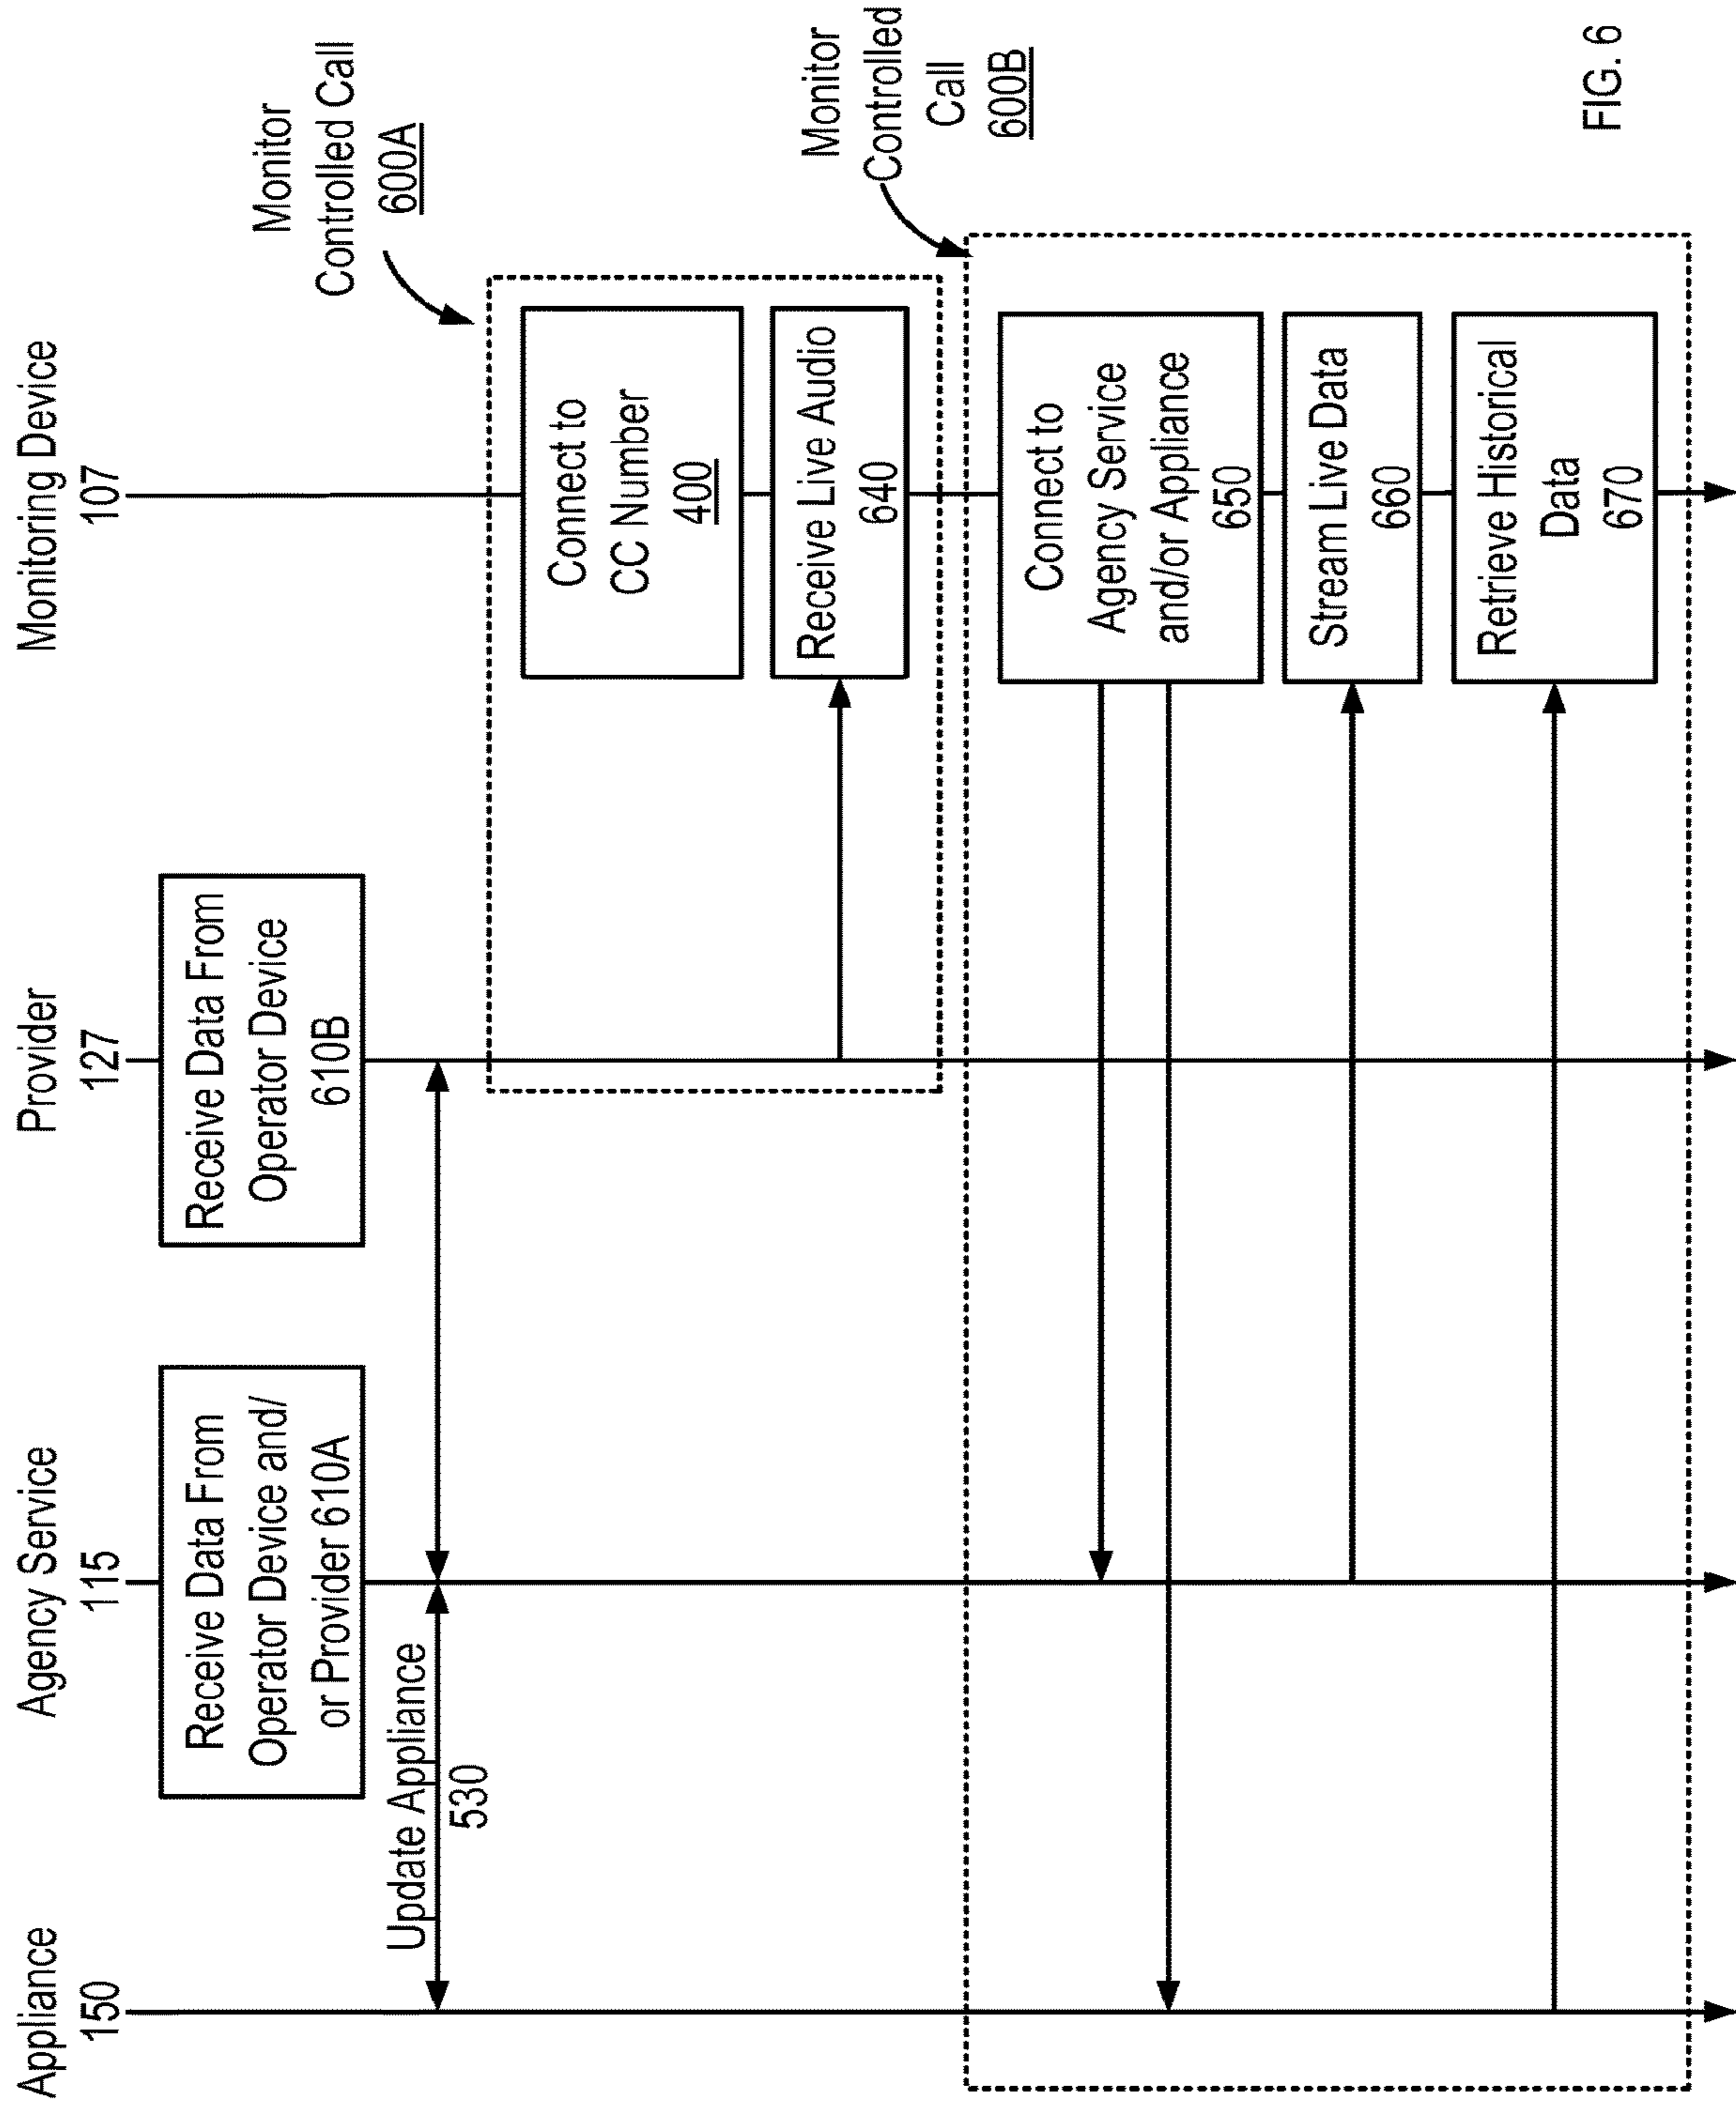 Appliance
150
Agency Service
115
Provider
127
Monitoring Device
107
Receive Data From
Operator Device and/
or Provider 610A
Receive Data From
Operator Device
610B
Update Appliance
530
Monitor
Controlled Call
600A
Connect to
CC Number
400
Receive Live Audio
640
Monitor
Controlled
Call
600B
Connect to
Agency Service
and/or Appliance
650
Stream Live Data
660
Retrieve Historical
Data
670
FIG. 6